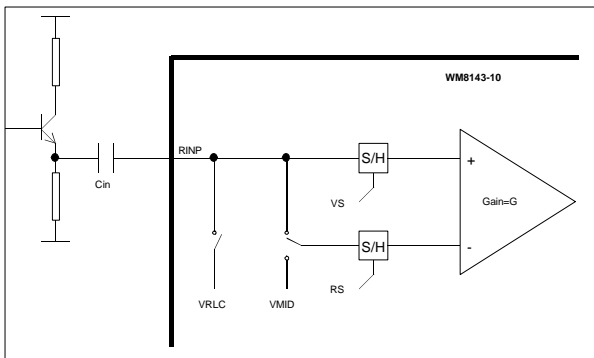 WM8143-10
RINP
S/H
+
Cin
Gain=G
VS
S/H
-
RS
VRLC
VMID